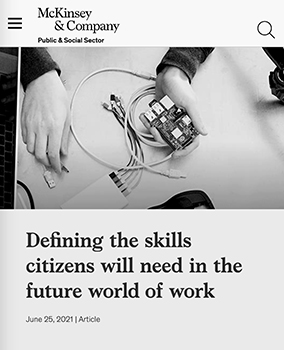 McKinsey
& Company
Public & Social Sector
Defining the skills
citizens will need in the
future world of work
June 25, 2021 | Article